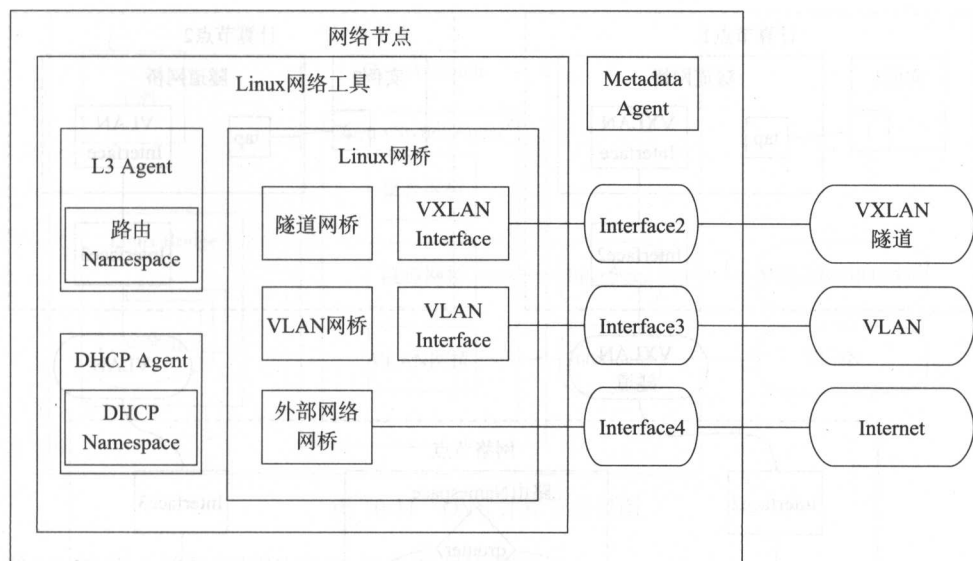 网络节点
Linux网络工具
Metadata
Agent
Linux网桥
L3 Agent
路由
Namespace
隧道网桥
VXLAN
Interface
Interface2
VXLAN
隧道
VLAN网桥
VLAN
Interface
Interface3
VLAN
DHCP Agent
DHCP
Namespace
外部网络
网桥
Interface4
Internet